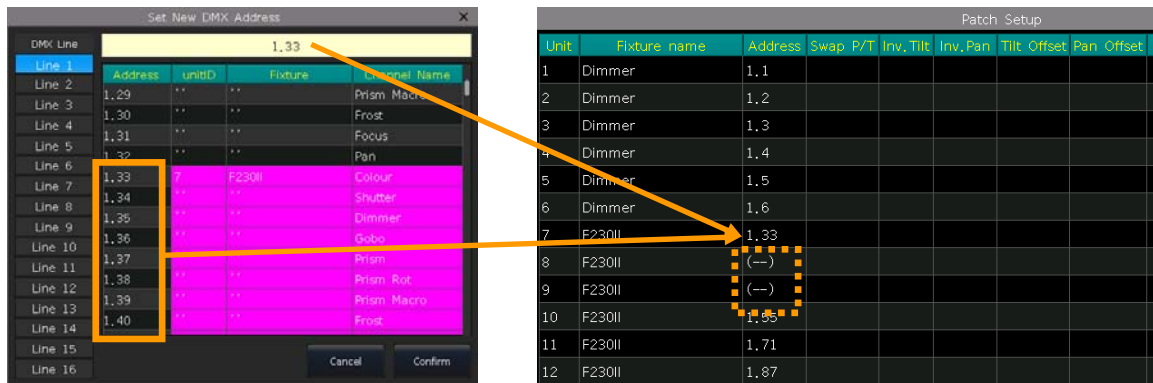 Set New DMX Address ×
DMX Line
1.33
Line 1
Line 2
Line 3
Line 4
Line 5
Line 6
Line 7
Line 8
Line 9
Line 10
Line 11
Line 12
Line 13
Line 14
Line 15
Line 16
Address unitID Fixture Channel Name
1.29 '' '' Prism Macro
1.30 '' '' Frost
1.31 '' '' Focus
1.32 '' '' Pan
1.33 7 F230II Colour
1.34 '' '' Shutter
1.35 '' '' Dimmer
1.36 '' '' Gobo
1.37 '' '' Prism
1.38 '' '' Prism Rot
1.39 '' '' Prism Macro
1.40 '' '' Frost
Cancel Confirm
Patch Setup
Unit Fixture name Address Swap P/T Inv.Tilt Inv.Pan Tilt Offset Pan Offset
1 Dimmer 1.1
2 Dimmer 1.2
3 Dimmer 1.3
4 Dimmer 1.4
5 Dimmer 1.5
6 Dimmer 1.6
7 F230II 1.33
8 F230II (--)
9 F230II (--)
10 F230II 1.55
11 F230II 1.71
12 F230II 1.87